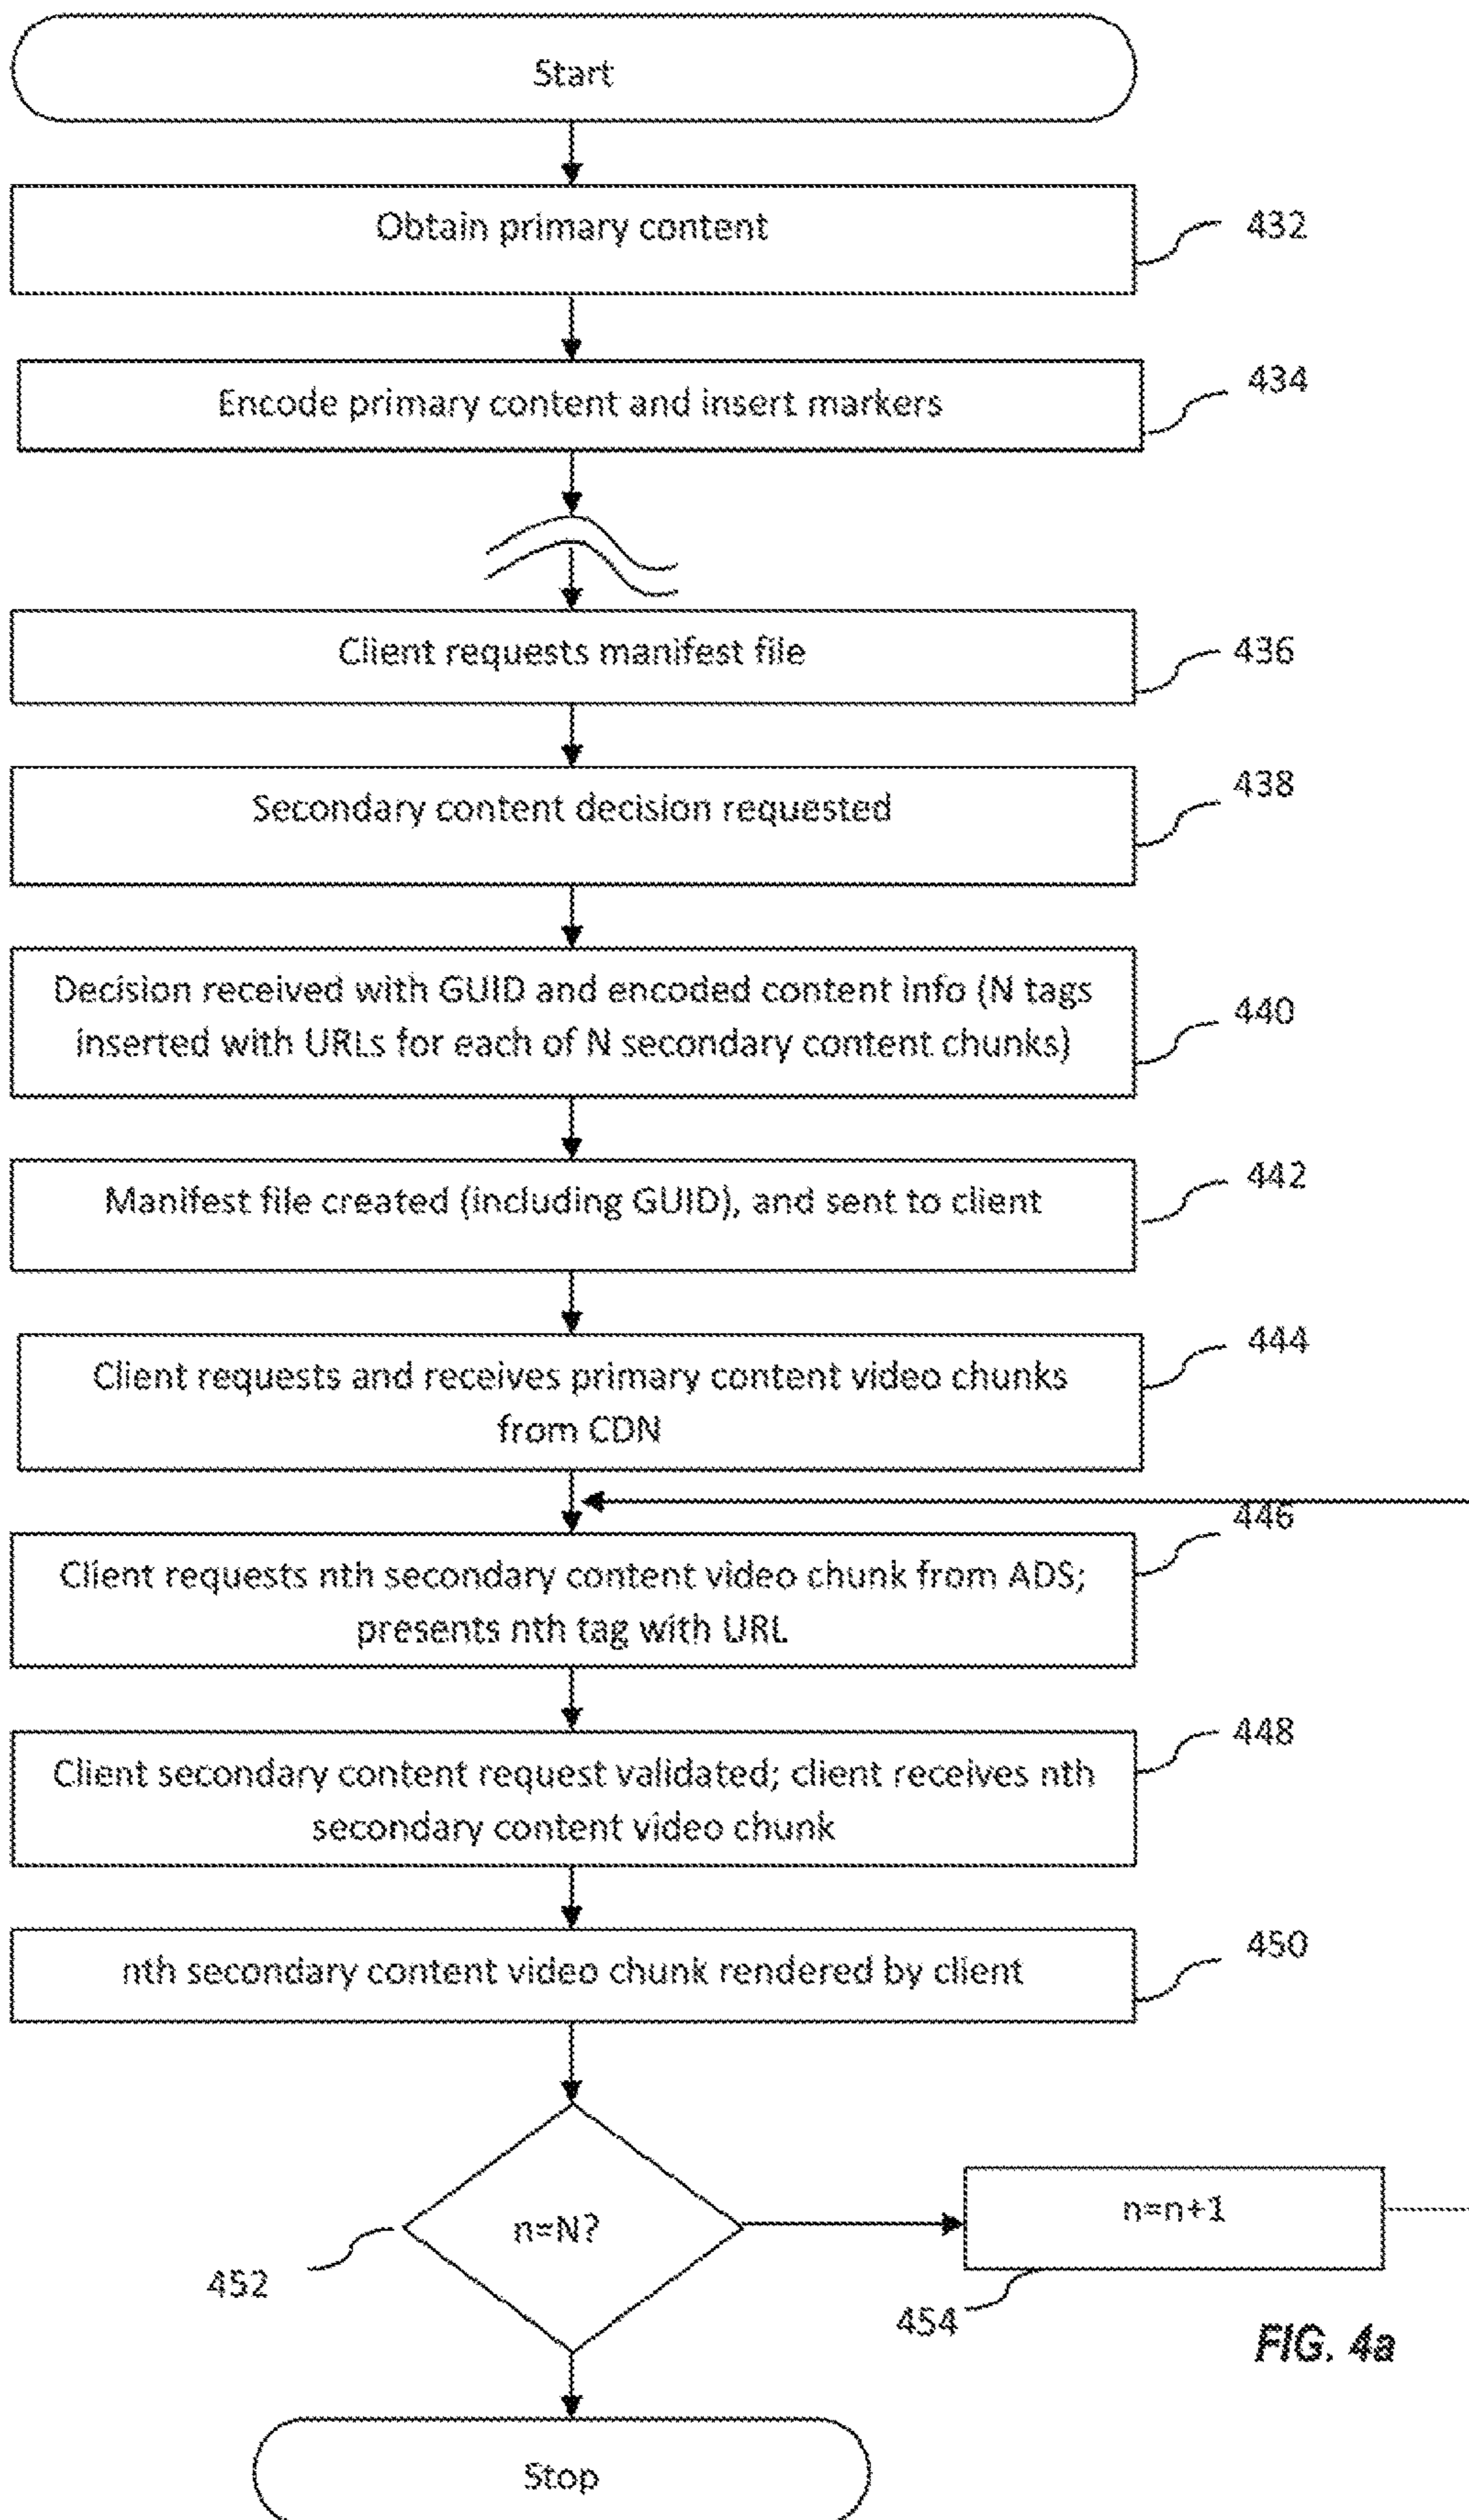 Start
Obtain primary content
432
Encode primary content and insert markers
434
Client requests manifest file
436
Secondary content decision requested
438
Decision received with GUID and encoded content info (N tags
inserted with URLs for each of N secondary content chunks)
440
Manifest file created (including GUID), and sent to client
442
Client requests and receives primary content video chunks
from CDN
444
446
Client requests nth secondary content video chunk from ADS;
presents nth tag with URL
448
Client secondary content request validated; client receives nth
secondary content video chunk
450
nth secondary content video chunk rendered by client
n=N?
n=n+1
452
454
FIG. 4a
Stop